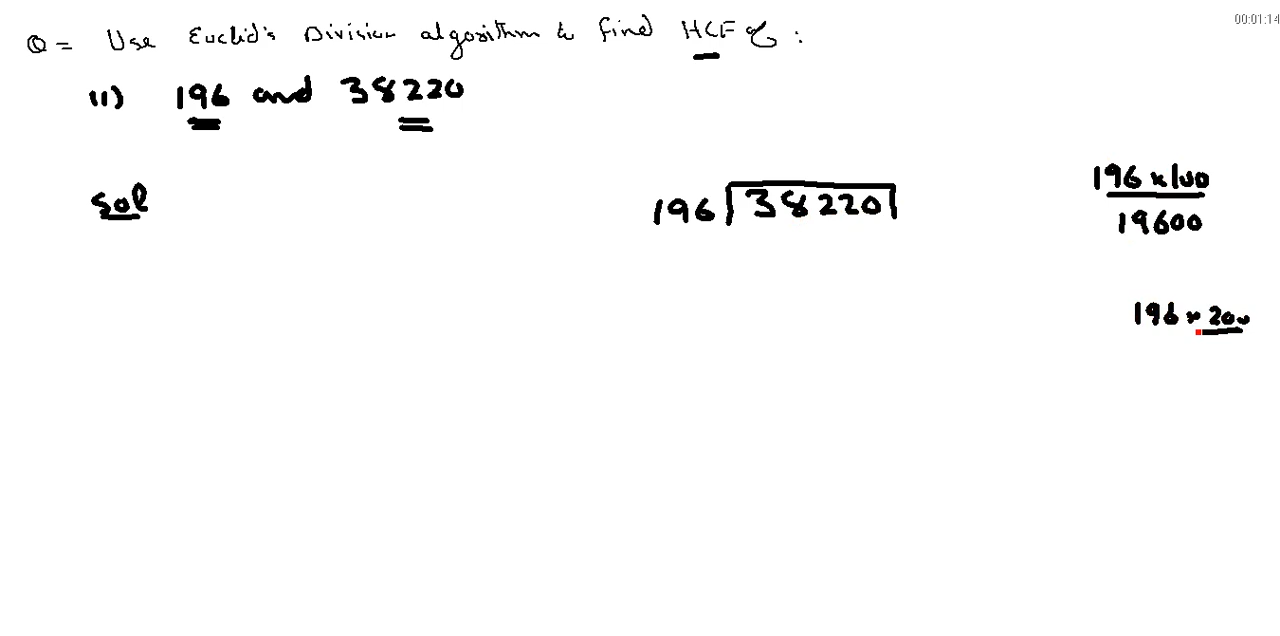 00:01:14
Q = Use Euclid's Division algorithm to find HCF of :
(ii) 196 and 38220
Sol
196 38220
196 x 100
19600
196 x 200